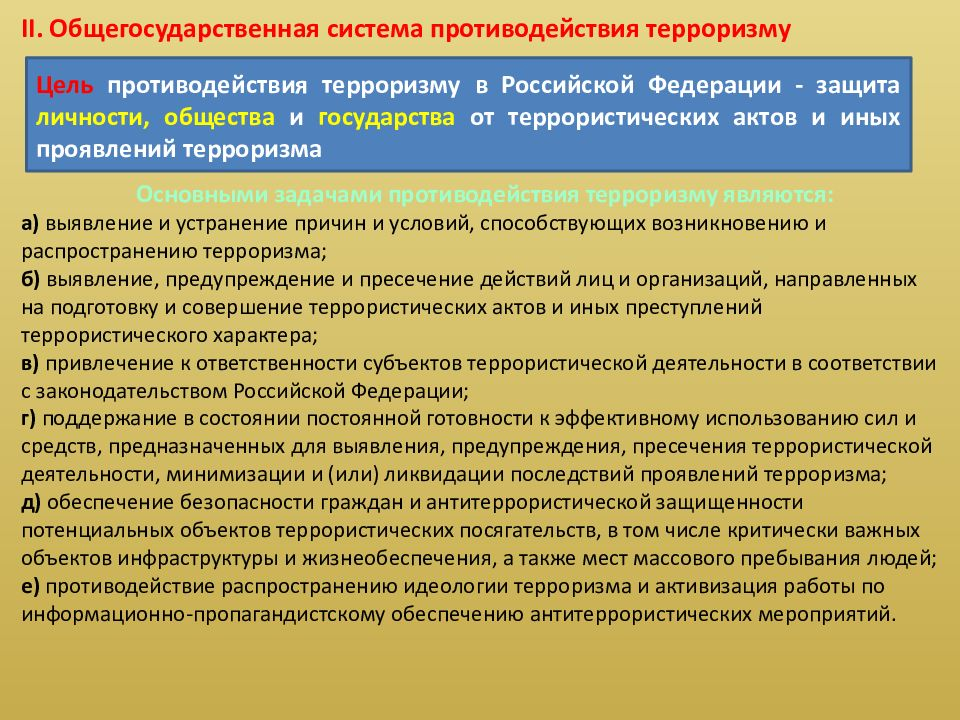 II. Общегосударственная система противодействия терроризму
Цель противодействия терроризму в Российской Федерации - защита
личности, общества и государства от террористических актов и иных
проявлений терроризма
Основными задачами противодействия терроризму являются:
а) выявление и устранение причин и условий, способствующих возникновению и
распространению терроризма;
б) выявление, предупреждение и пресечение действий лиц и организаций, направленных
на подготовку и совершение террористических актов и иных преступлений
террористического характера;
в) привлечение к ответственности субъектов террористической деятельности в соответствии
с законодательством Российской Федерации;
г) поддержание в состоянии постоянной готовности к эффективному использованию сил и
средств, предназначенных для выявления, предупреждения, пресечения террористической
деятельности, минимизации и (или) ликвидации последствий проявлений терроризма;
д) обеспечение безопасности граждан и антитеррористической защищенности
потенциальных объектов террористических посягательств, в том числе критически важных
объектов инфраструктуры и жизнеобеспечения, а также мест массового пребывания людей;
е) противодействие распространению идеологии терроризма и активизация работы по
информационно-пропагандистскому обеспечению антитеррористических мероприятий.